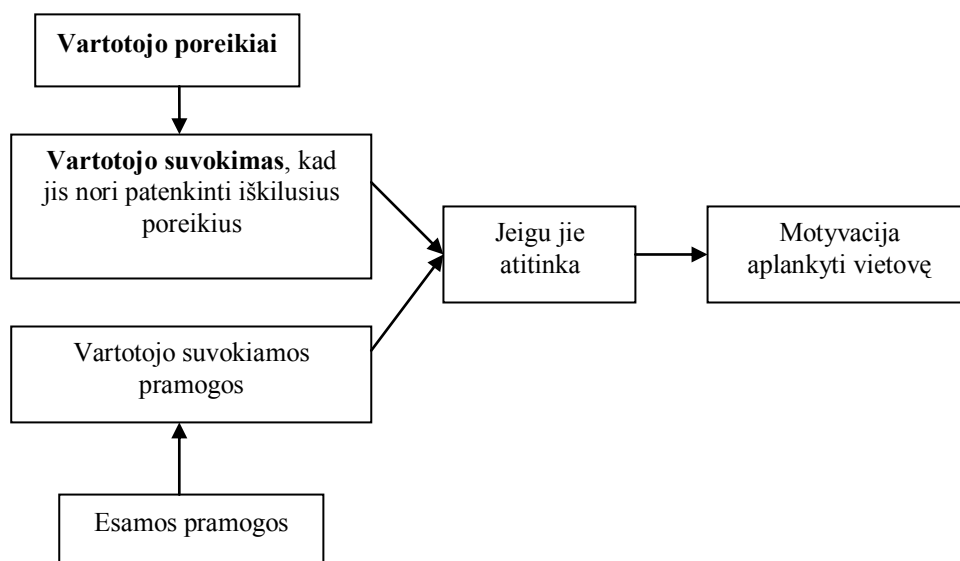 Vartotojo poreikiai
Vartotojo suvokimas, kad
jis nori patenkinti iškilusius
poreikius
Jeigu jie
atitinka
Motyvacija
aplankyti vietovę
Vartotojo suvokiamos
pramogos
Esamos pramogos